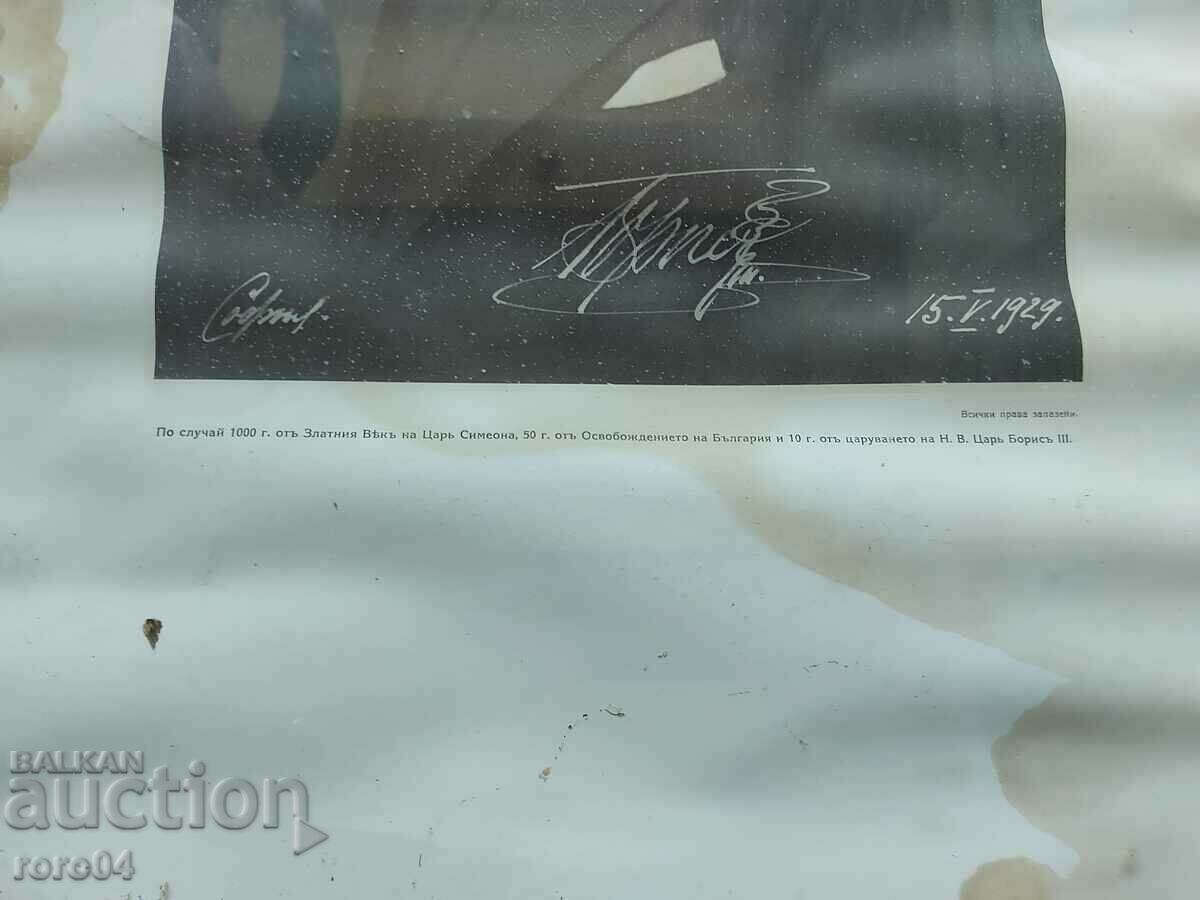 София.
15.V.1929.
Всички права запазени.
По случай 1000 г. отъ Златния Вѣкъ на Царь Симеона, 50 г. отъ Освобождението на България и 10 г. отъ царуването на Н. В. Царь Борисъ III.
BALKAN
auction
roro04